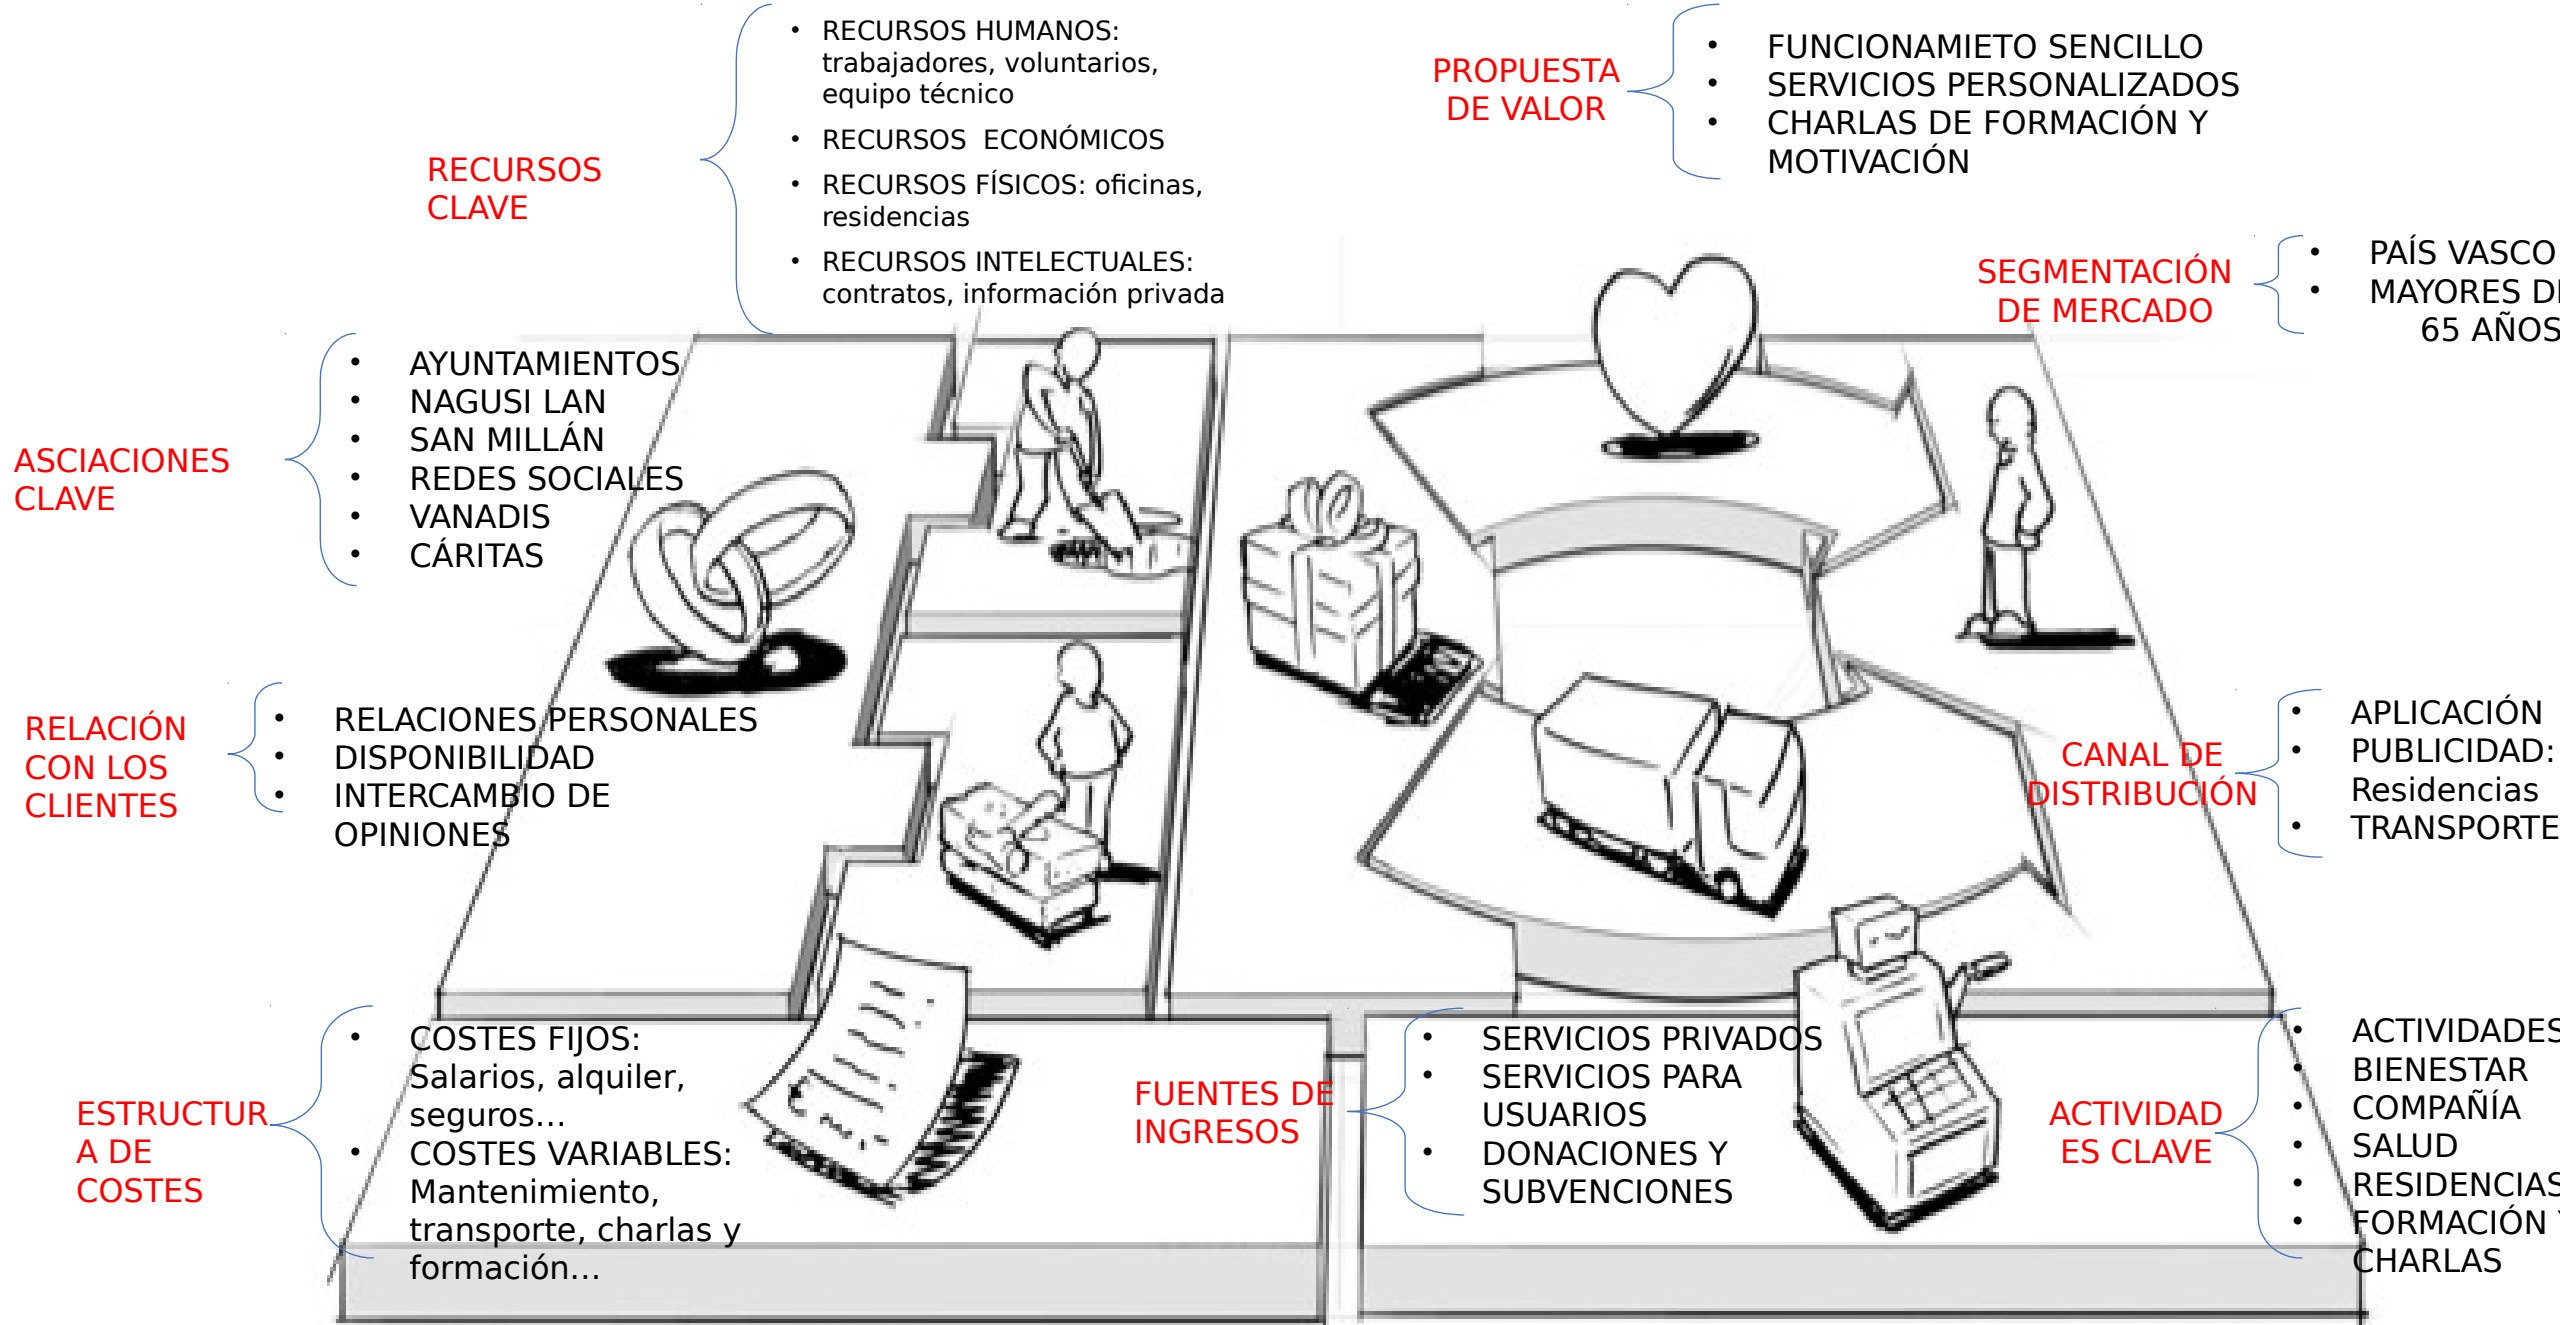 RECURSOS
CLAVE
• RECURSOS HUMANOS:
trabajadores, voluntarios,
equipo técnico
• RECURSOS ECONÓMICOS
• RECURSOS FÍSICOS: oficinas,
residencias
• RECURSOS INTELECTUALES:
contratos, información privada
PROPUESTA
DE VALOR
• FUNCIONAMIETO SENCILLO
• SERVICIOS PERSONALIZADOS
• CHARLAS DE FORMACIÓN Y
MOTIVACIÓN
SEGMENTACIÓN
DE MERCADO
• PAÍS VASCO
• MAYORES DE
65 AÑOS
ASCIACIONES
CLAVE
• AYUNTAMIENTOS
• NAGUSI LAN
• SAN MILLÁN
• REDES SOCIALES
• VANADIS
• CÁRITAS
RELACIÓN
CON LOS
CLIENTES
• RELACIONES PERSONALES
• DISPONIBILIDAD
• INTERCAMBIO DE
OPINIONES
CANAL DE
DISTRIBUCIÓN
• APLICACIÓN
• PUBLICIDAD:
Residencias
• TRANSPORTE
ESTRUCTUR
A DE
COSTES
• COSTES FIJOS:
Salarios, alquiler,
seguros...
• COSTES VARIABLES:
Mantenimiento,
transporte, charlas y
formación...
FUENTES DE
INGRESOS
• SERVICIOS PRIVADOS
• SERVICIOS PARA
USUARIOS
• DONACIONES Y
SUBVENCIONES
ACTIVIDAD
ES CLAVE
• ACTIVIDADES
• BIENESTAR
• COMPAÑÍA
• SALUD
• RESIDENCIAS
• FORMACIÓN Y
CHARLAS